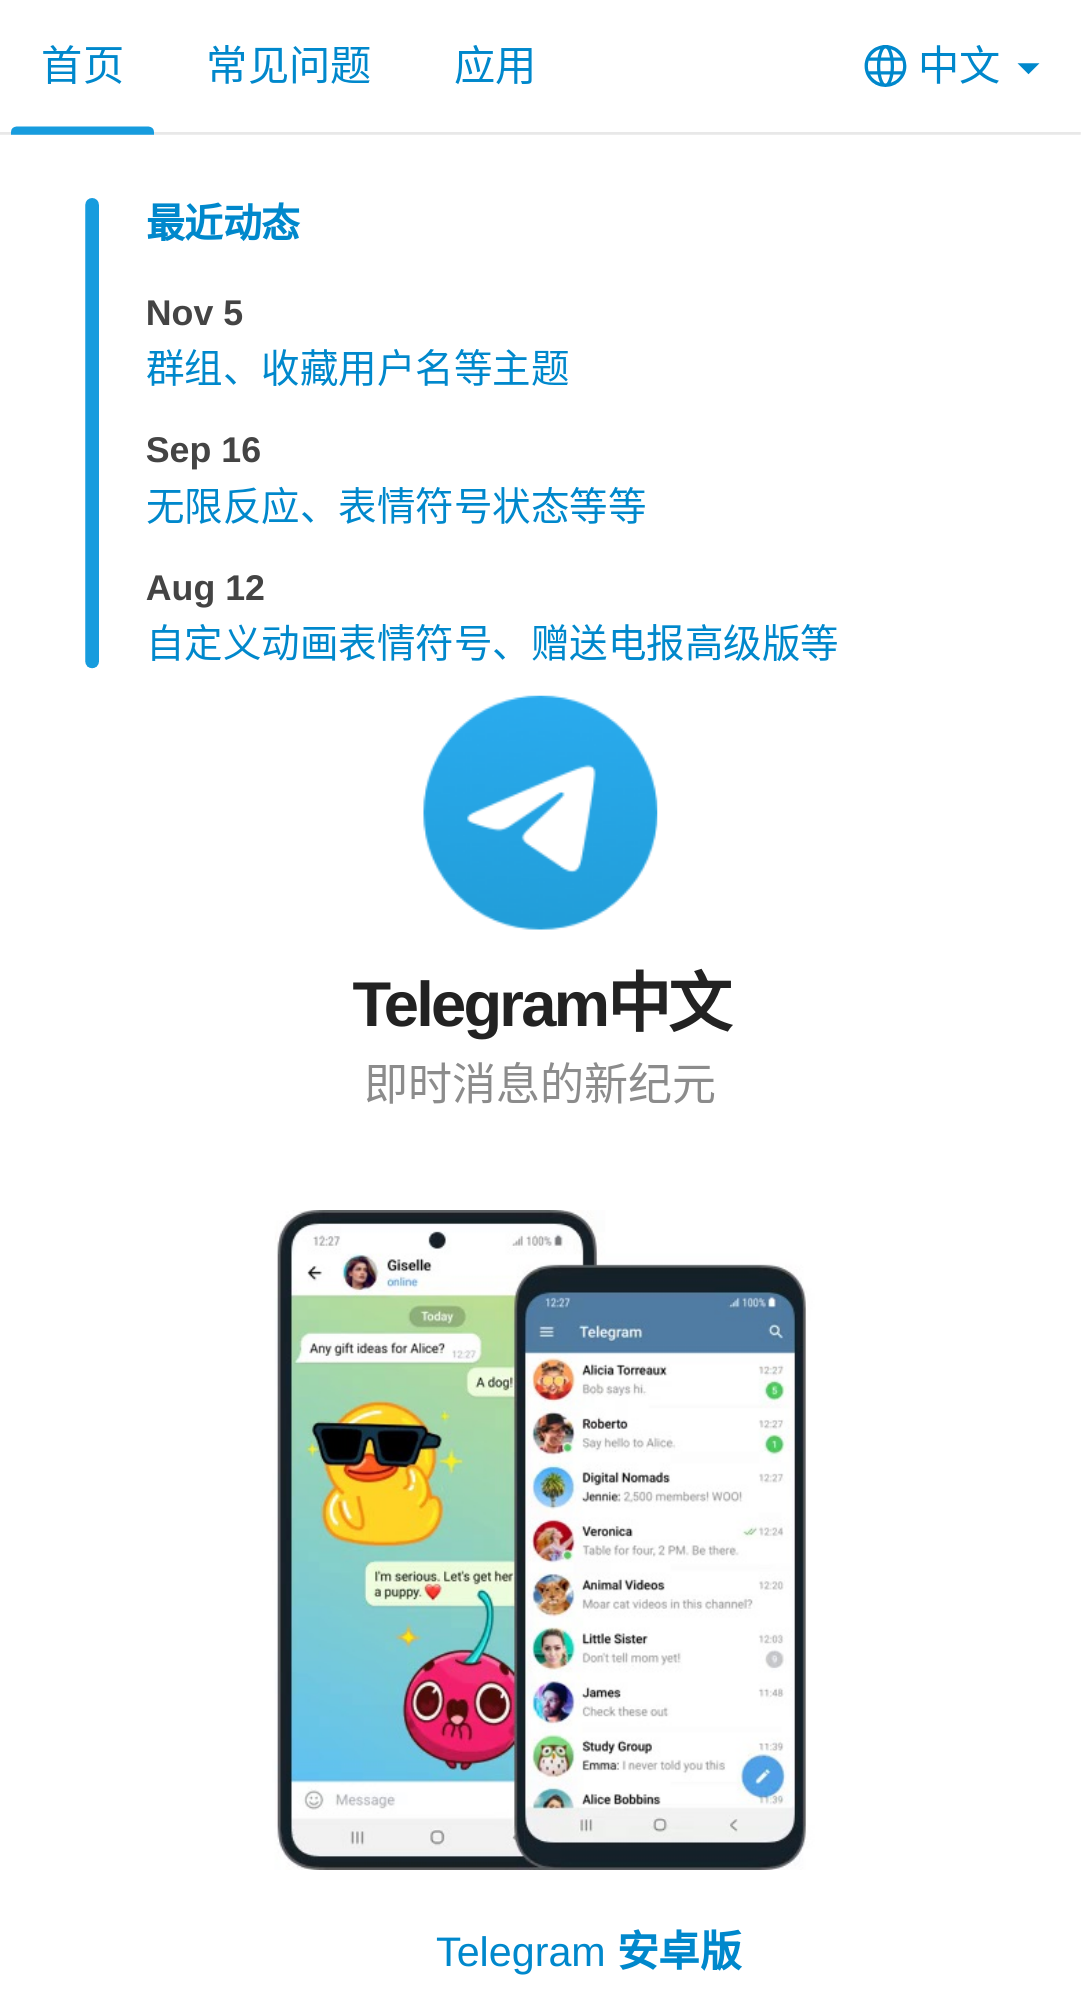 首页 常见问题 应用 中文
最近动态
Nov 5
群组、收藏用户名等主题
Sep 16
无限反应、表情符号状态等等
Aug 12
自定义动画表情符号、赠送电报高级版等
Telegram中文
即时消息的新纪元
12:27 100%
Giselle
online
Today
Any gift ideas for Alice? 12:27
A dog!
I'm serious. Let's get her
a puppy. ❤️
Message
12:27 100%
Telegram
Alicia Torreaux 12:27
Bob says hi. 5
Roberto 12:27
Say hello to Alice. 1
Digital Nomads 12:27
Jennie: 2,500 members! WOO!
Veronica 12:24
Table for four, 2 PM. Be there.
Animal Videos 12:20
Moar cat videos in this channel?
Little Sister 12:03
Don't tell mom yet! 9
James 11:48
Check these out
Study Group 11:39
Emma: I never told you this
Alice Bobbins 11:39
Telegram 安卓版